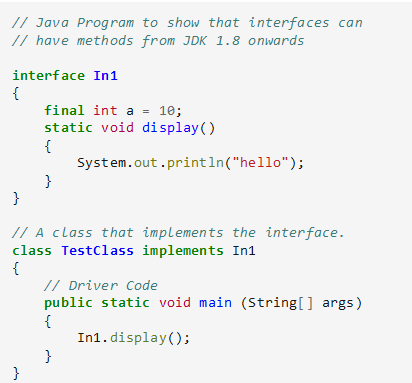 // Java Program to show that interfaces can
// have methods from JDK 1.8 onwards
interface In1
{
    final int a = 10;
    static void display()
    {
        System.out.println("hello");
    }
}
// A class that implements the interface.
class TestClass implements In1
{
    // Driver Code
    public static void main (String[] args)
    {
        In1.display();
    }
}